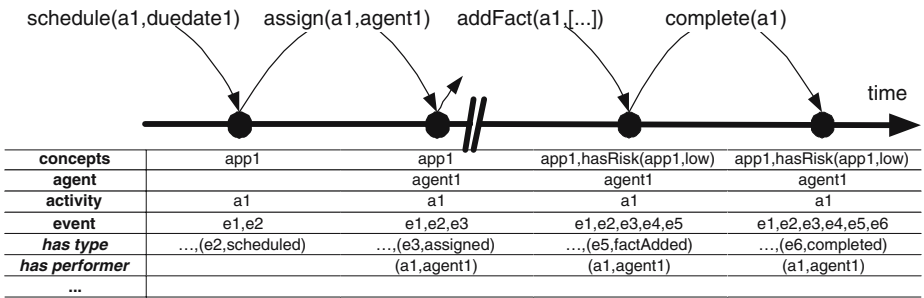 schedule(a1,duedate1) assign(a1,agent1) addFact(a1,[...]) complete(a1)
time
concepts app1 app1 app1,hasRisk(app1,low) app1,hasRisk(app1,low)
agent agent1 agent1 agent1
activity a1 a1 a1 a1
event e1,e2 e1,e2,e3 e1,e2,e3,e4,e5 e1,e2,e3,e4,e5,e6
has type …,(e2,scheduled) …,(e3,assigned) …,(e5,factAdded) …,(e6,completed)
has performer (a1,agent1) (a1,agent1) (a1,agent1)
...